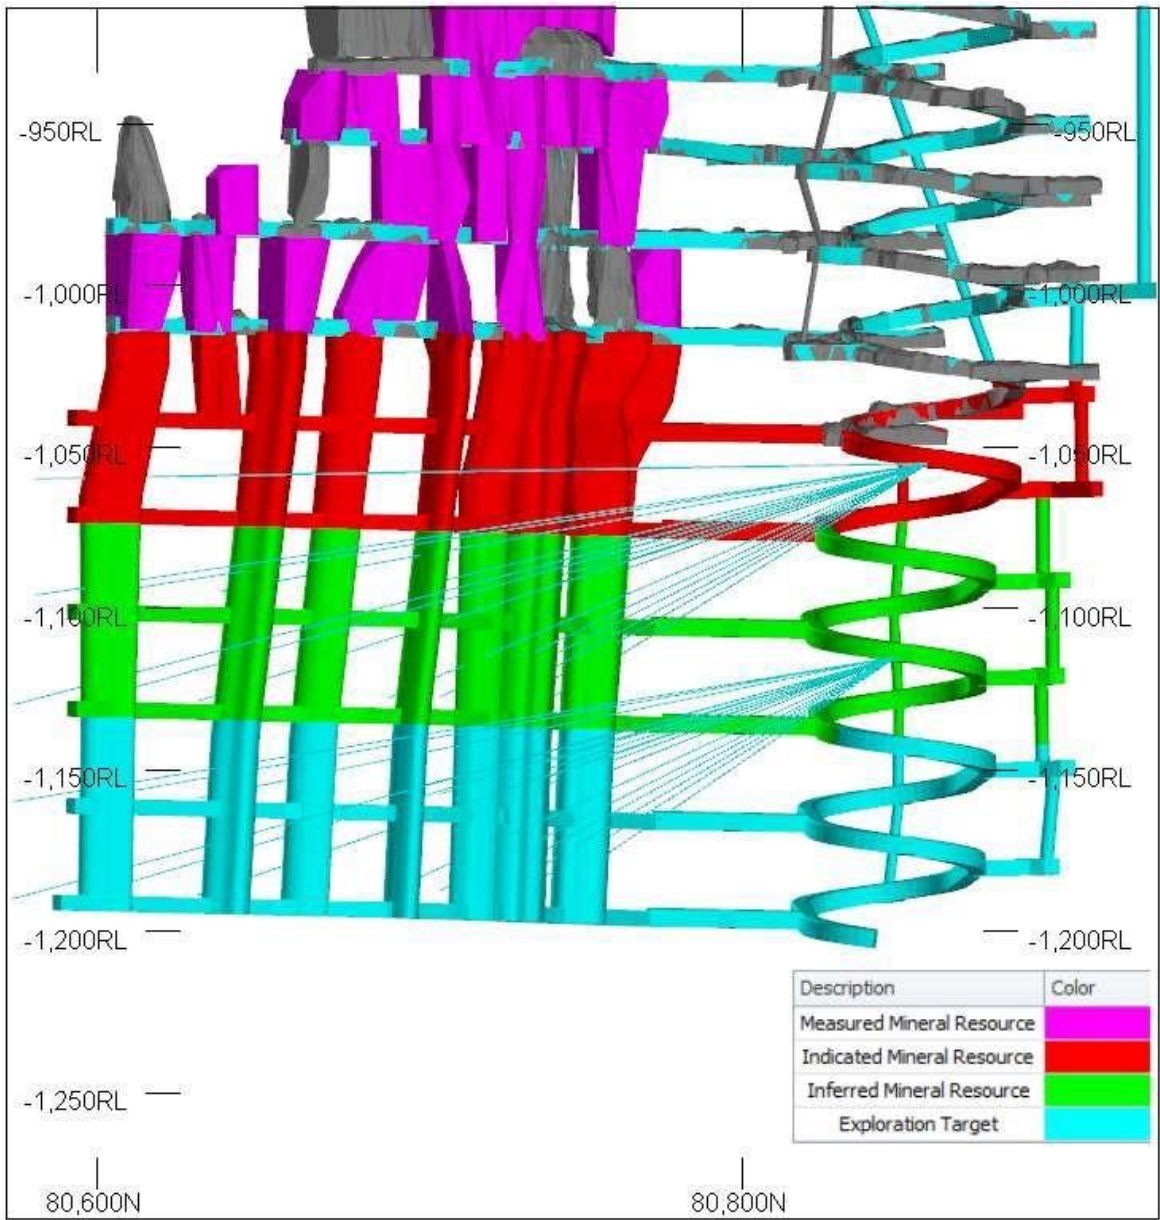 -950RL
-950RL
-1,000RL
-1,000RL
-1,050RL
-1,050RL
-1,100RL
-1,100RL
-1,150RL
-1,150RL
-1,200RL
-1,200RL
Description Color
Measured Mineral Resource
Indicated Mineral Resource
Inferred Mineral Resource
Exploration Target
-1,250RL
80,600N
80,800N